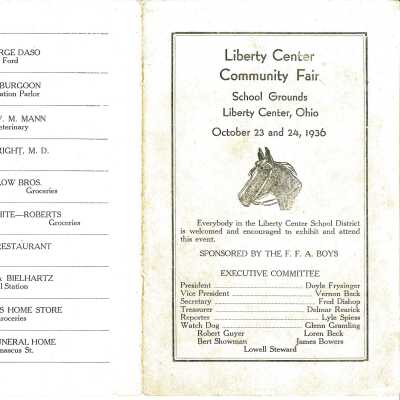 RGE DASO
Ford
BURGOON
ation Parlor
. M. MANN
eterinary
RIGHT, M. D.
LOW BROS.
Groceries
ITE—ROBERTS
Groceries
RESTAURANT
BIELHARTZ
l Station
S HOME STORE
roceries
UNERAL HOME
mascus St.
Liberty Center
Community Fair
School Grounds
Liberty Center, Ohio
October 23 and 24, 1936
Everybody in the Liberty Center School District
is welcomed and encouraged to exhibit and attend
this event.
SPONSORED BY THE F. F. A. BOYS
EXECUTIVE COMMITTEE
President Doyle Frysinger
Vice President Vernon Beck
Secretary Fred Dishop
Treasurer Delmar Rearick
Reporter Lyle Spiess
Watch Dog Glenn Gramling
Robert Guyer Loren Beck
Bert Showman James Bowers
Lowell Steward